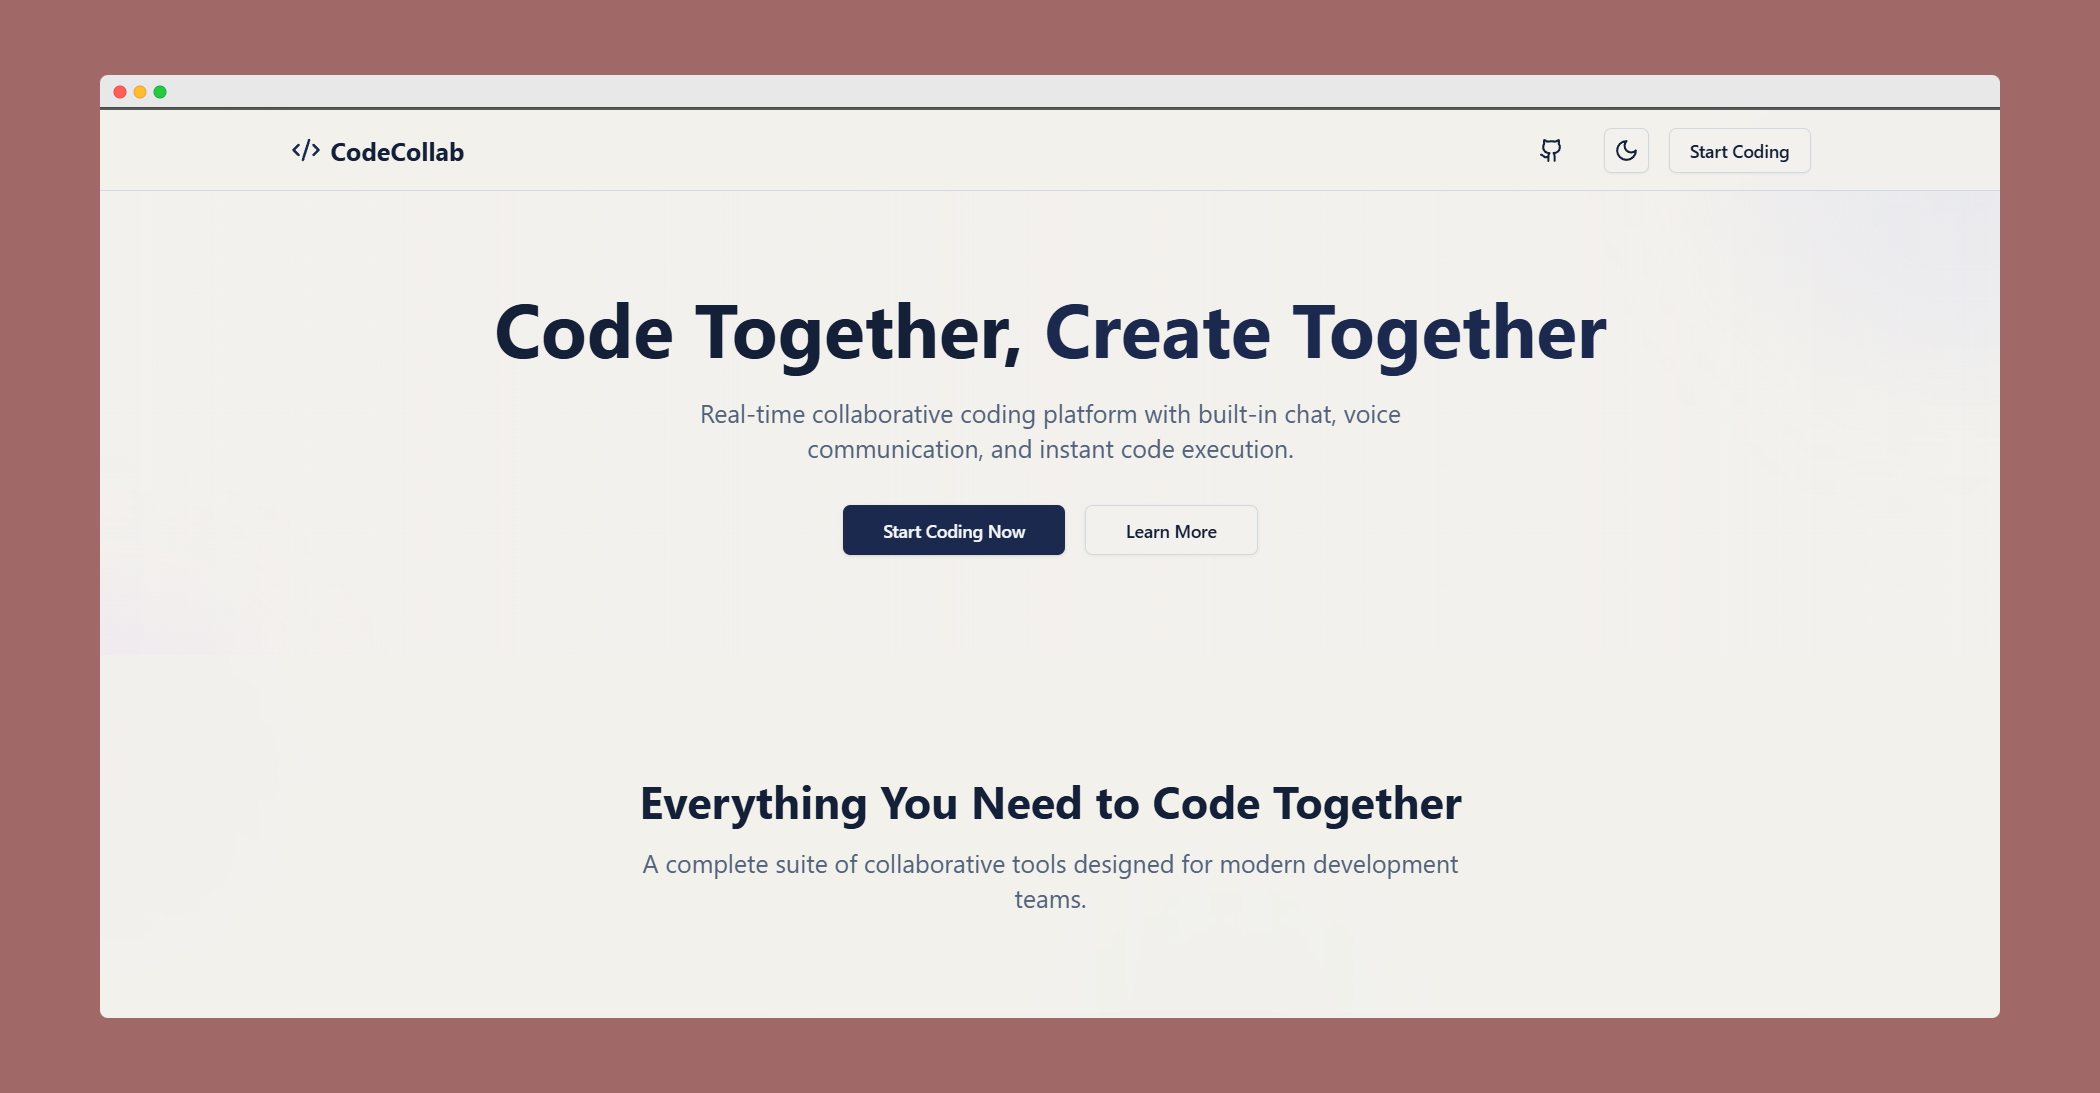 CodeCollab
Start Coding
Code Together, Create Together
Real-time collaborative coding platform with built-in chat, voice
communication, and instant code execution.
Start Coding Now
Learn More
Everything You Need to Code Together
A complete suite of collaborative tools designed for modern development
teams.